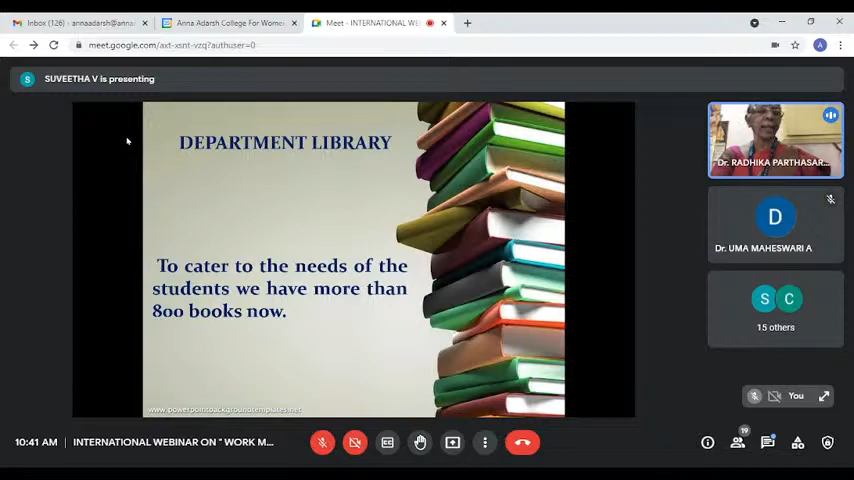 Inbox (126) - annaadarsh@anna
Anna Adarsh College For Women
Meet - INTERNATIONAL WE
meet.google.com/axt-xsnt-vzq?authuser=0
A
S
SUVEETHA V is presenting
DEPARTMENT LIBRARY
To cater to the needs of the
students we have more than
800 books now.
www.powerpointbackgroundtemplates.net
Dr. RADHIKA PARTHASAR...
D
Dr. UMA MAHESWARI A
S C
15 others
You
10:41 AM
INTERNATIONAL WEBINAR ON " WORK M...
19